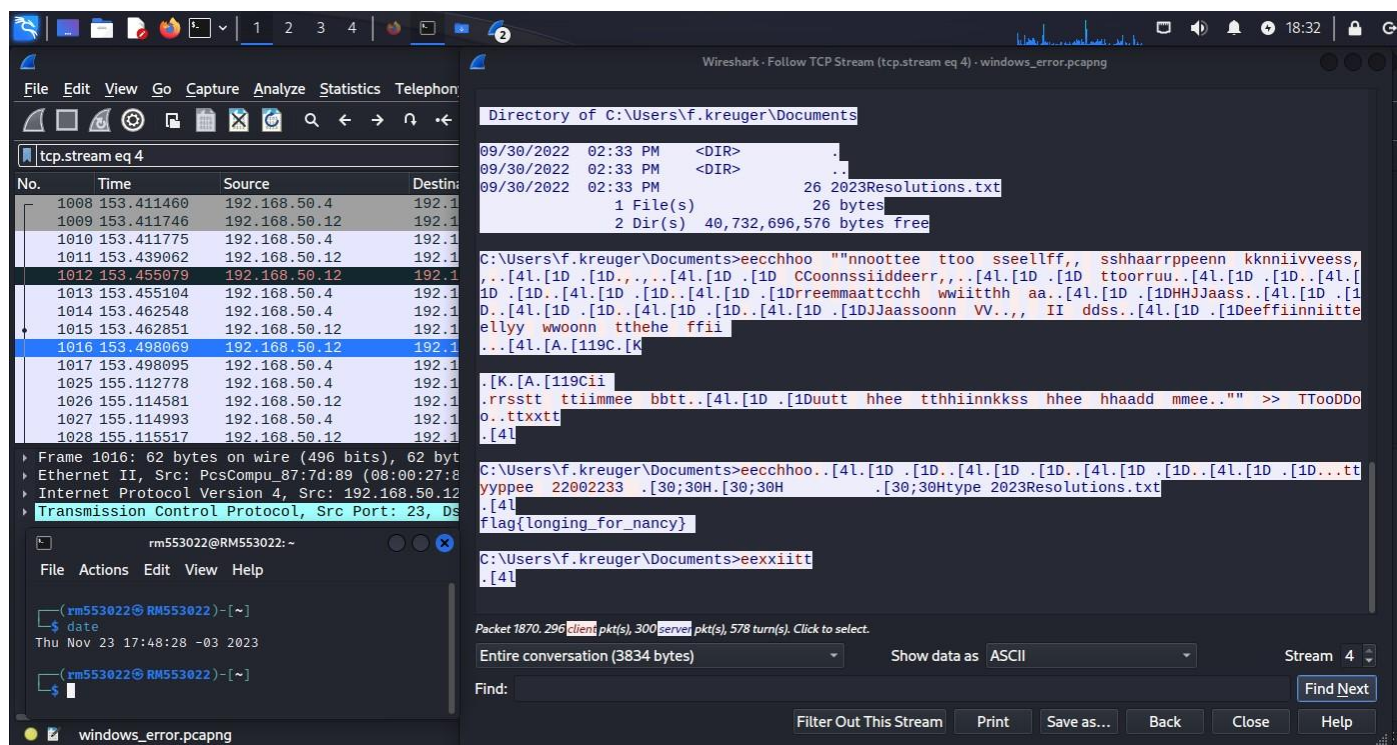 1 2 3 4 2 18:32
Wireshark · Follow TCP Stream (tcp.stream eq 4) · windows_error.pcapng
File Edit View Go Capture Analyze Statistics Telephon
tcp.stream eq 4
No. Time Source Destina
1008 153.411460 192.168.50.4 192.1
1009 153.411746 192.168.50.12 192.1
1010 153.411775 192.168.50.4 192.1
1011 153.439062 192.168.50.12 192.1
1012 153.455079 192.168.50.12 192.1
1013 153.455104 192.168.50.4 192.1
1014 153.462548 192.168.50.4 192.1
1015 153.462851 192.168.50.12 192.1
1016 153.498069 192.168.50.12 192.1
1017 153.498095 192.168.50.4 192.1
1025 155.112778 192.168.50.4 192.1
1026 155.114581 192.168.50.12 192.1
1027 155.114993 192.168.50.4 192.1
1028 155.115517 192.168.50.12 192.1
Frame 1016: 62 bytes on wire (496 bits), 62 byt
Ethernet II, Src: PcsCompu_87:7d:89 (08:00:27:8
Internet Protocol Version 4, Src: 192.168.50.12
Transmission Control Protocol, Src Port: 23, Ds
rm553022@RM553022: ~
File Actions Edit View Help
(rm553022㉿RM553022)-[~]
$ date
Thu Nov 23 17:48:28 -03 2023
(rm553022㉿RM553022)-[~]
$
windows_error.pcapng
Directory of C:\Users\f.kreuger\Documents
09/30/2022 02:33 PM <DIR> .
09/30/2022 02:33 PM <DIR> ..
09/30/2022 02:33 PM 26 2023Resolutions.txt
1 File(s) 26 bytes
2 Dir(s) 40,732,696,576 bytes free
C:\Users\f.kreuger\Documents>eecchhoo ""nnoottee ttoo sseellff,, sshhaarrppeenn kknniivveess,
,..[4l.[1D .[1D.,.,..[4l.[1D .[1D CCoonnssiiddeerr,,..[4l.[1D .[1D ttoorruu..[4l.[1D .[1D..[4l.[
1D .[1D..[4l.[1D .[1D..[4l.[1D .[1Drreemmaattcchh wwiitthh aa..[4l.[1D .[1DHHJJaass..[4l.[1D .[1
D..[4l.[1D .[1D..[4l.[1D .[1D..[4l.[1D .[1DJJaassoonn VV..,, II ddss..[4l.[1D .[1Deeffiinniitte
ellyy wwoonn tthehe ffii
...[4l.[A.[119C.[K
.[K.[A.[119Cii
.rrsstt ttiimmee bbtt..[4l.[1D .[1Duutt hhee tthhiinnkkss hhee hhaadd mmee.."" >> TTooDDo
o..ttxxtt
.[4l
C:\Users\f.kreuger\Documents>eecchhoo..[4l.[1D .[1D..[4l.[1D .[1D..[4l.[1D .[1D..[4l.[1D .[1D...tt
yyppee 22002233 .[30;30H.[30;30H .[30;30Htype 2023Resolutions.txt
.[4l
flag{longing_for_nancy}
C:\Users\f.kreuger\Documents>eexxiitt
.[4l
Packet 1870. 296 client pkt(s), 300 server pkt(s), 578 turn(s). Click to select.
Entire conversation (3834 bytes) Show data as ASCII Stream 4
Find: Find Next
Filter Out This Stream Print Save as... Back Close Help